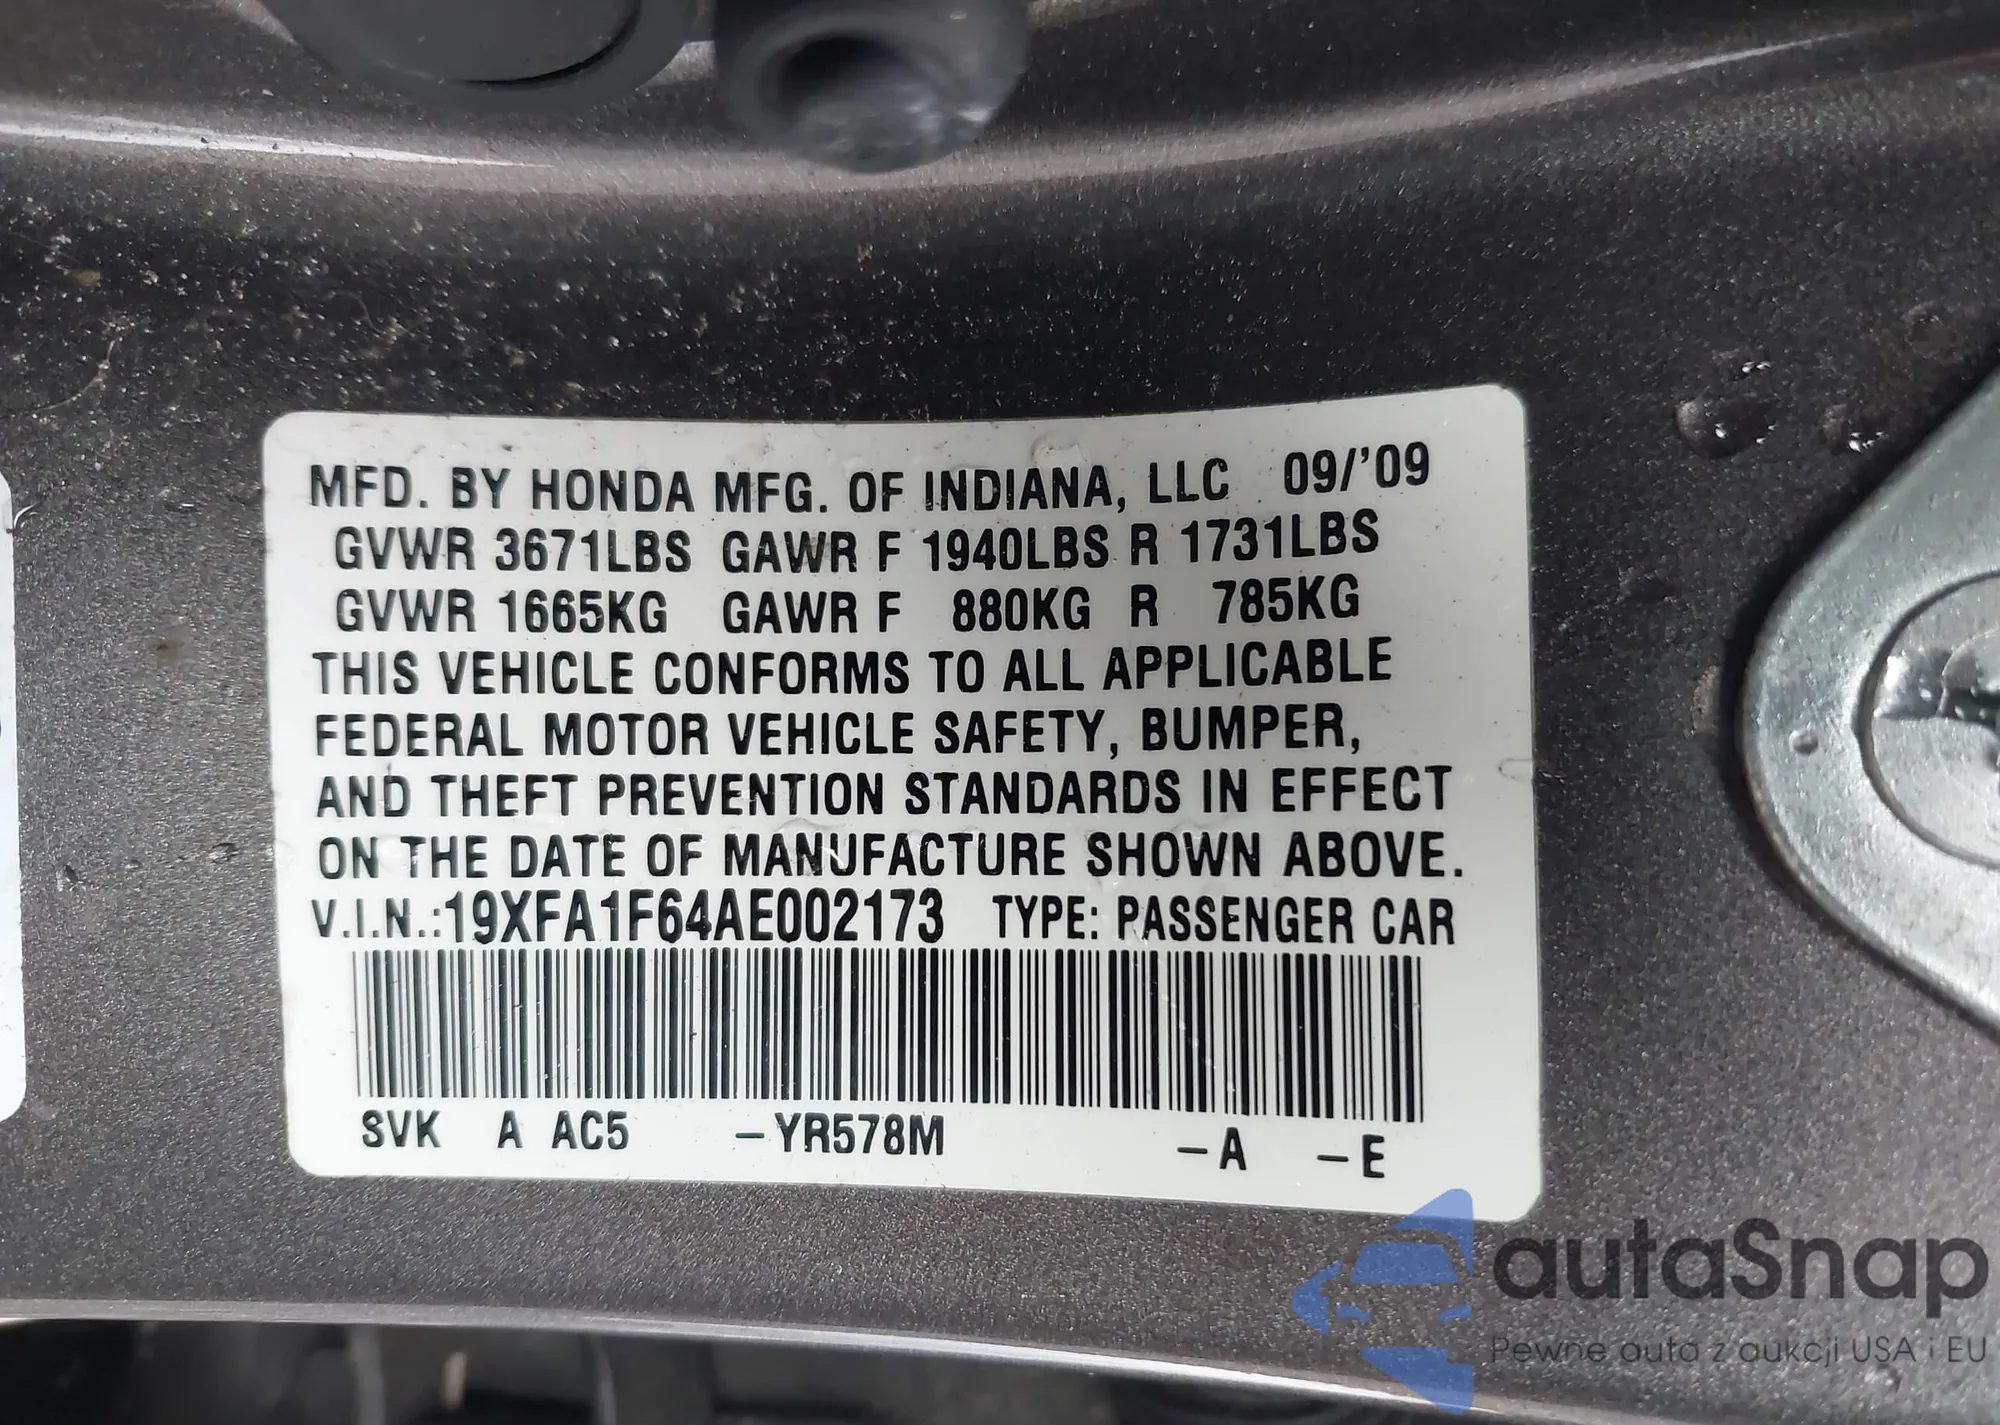 MFD. BY HONDA MFG. OF INDIANA, LLC 09/'09
GVWR 3671LBS GAWR F 1940LBS R 1731LBS
GVWR 1665KG GAWR F 880KG R 785KG
THIS VEHICLE CONFORMS TO ALL APPLICABLE
FEDERAL MOTOR VEHICLE SAFETY, BUMPER,
AND THEFT PREVENTION STANDARDS IN EFFECT
ON THE DATE OF MANUFACTURE SHOWN ABOVE.
V.I.N.:19XFA1F64AE002173 TYPE: PASSENGER CAR
SVK A AC5 -YR578M -A -E
autaSnap
Pewne auta z aukcji USA i EU